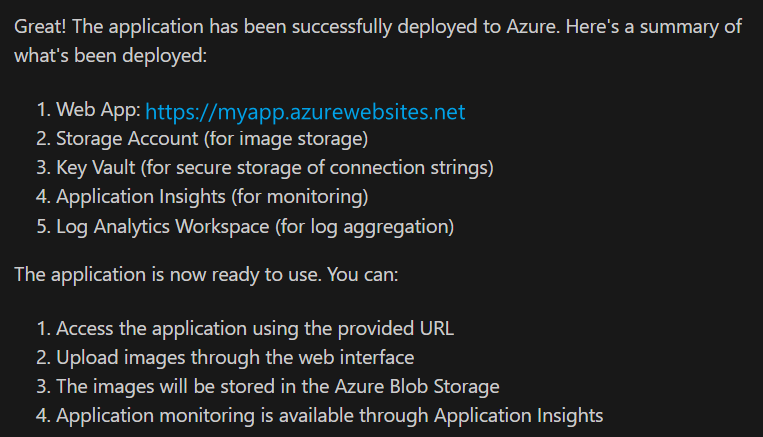 Great! The application has been successfully deployed to Azure. Here's a summary of
what's been deployed:
1. Web App: https://myapp.azurewebsites.net
2. Storage Account (for image storage)
3. Key Vault (for secure storage of connection strings)
4. Application Insights (for monitoring)
5. Log Analytics Workspace (for log aggregation)
The application is now ready to use. You can:
1. Access the application using the provided URL
2. Upload images through the web interface
3. The images will be stored in the Azure Blob Storage
4. Application monitoring is available through Application Insights